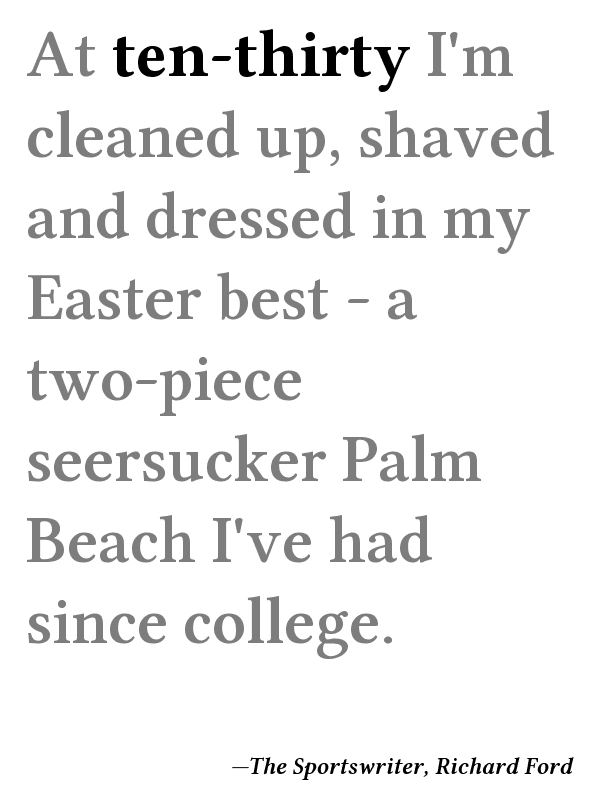 At ten-thirty I'm
cleaned up, shaved
and dressed in my
Easter best - a
two-piece
seersucker Palm
Beach I've had
since college.
—The Sportswriter, Richard Ford